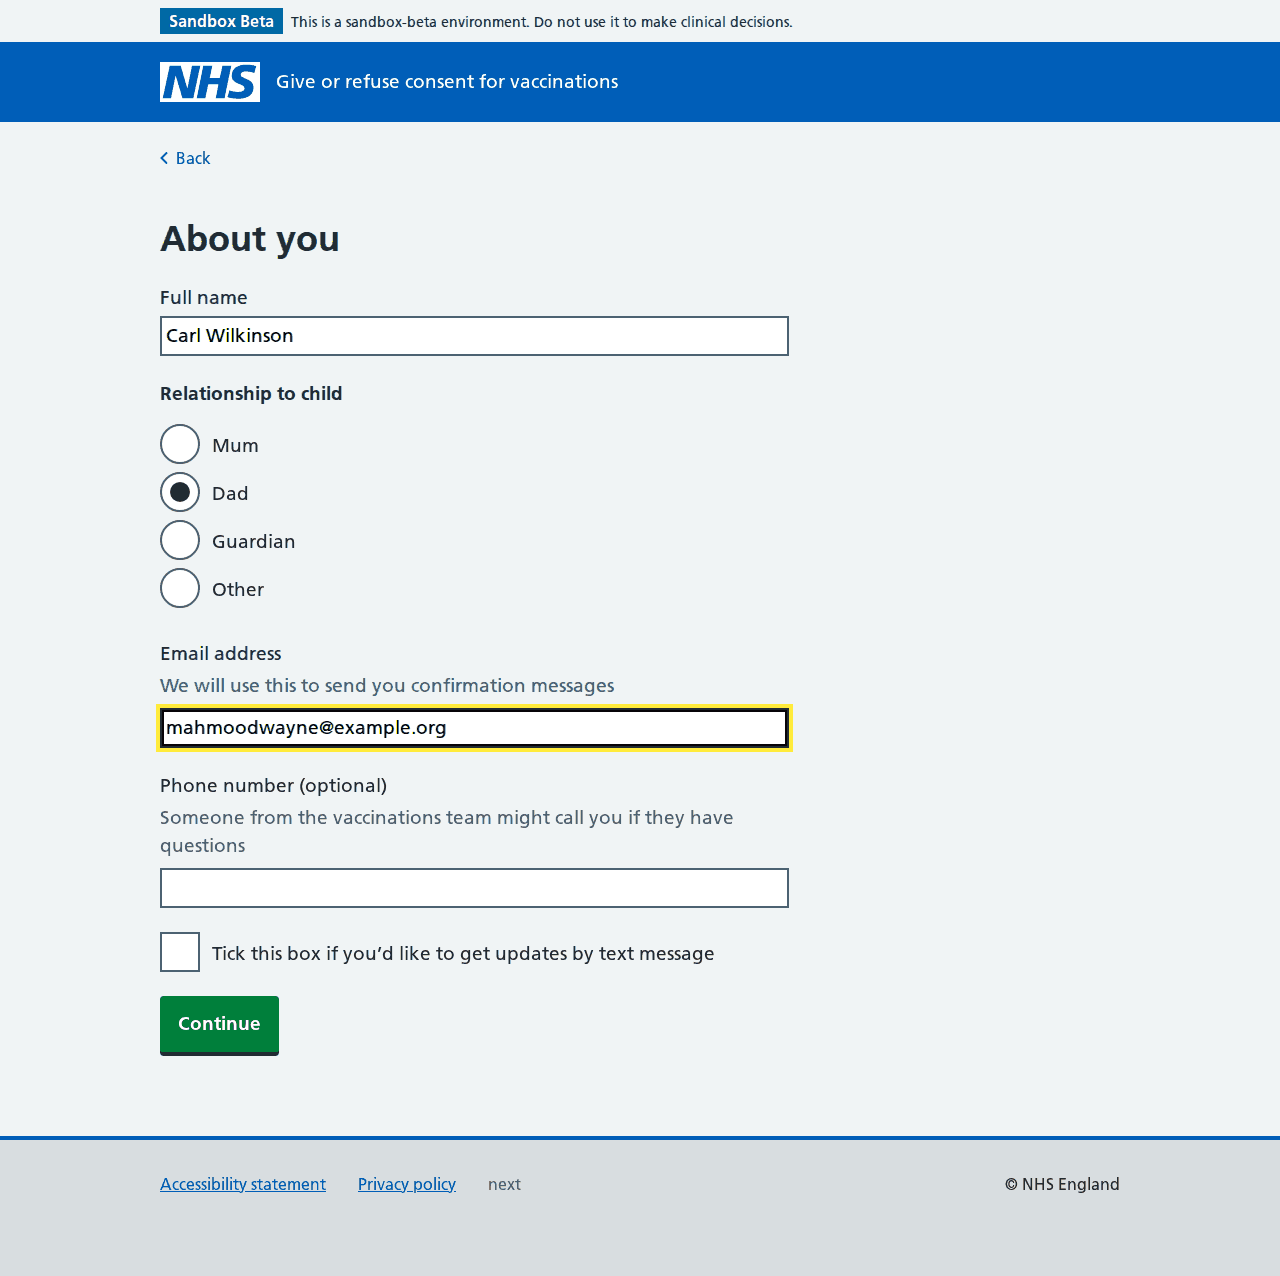 Sandbox Beta This is a sandbox-beta environment. Do not use it to make clinical decisions.
NHS Give or refuse consent for vaccinations
Back
About you
Full name
Carl Wilkinson
Relationship to child
Mum
Dad
Guardian
Other
Email address
We will use this to send you confirmation messages
mahmoodwayne@example.org
Phone number (optional)
Someone from the vaccinations team might call you if they have
questions
Tick this box if you’d like to get updates by text message
Continue
Accessibility statement Privacy policy next © NHS England